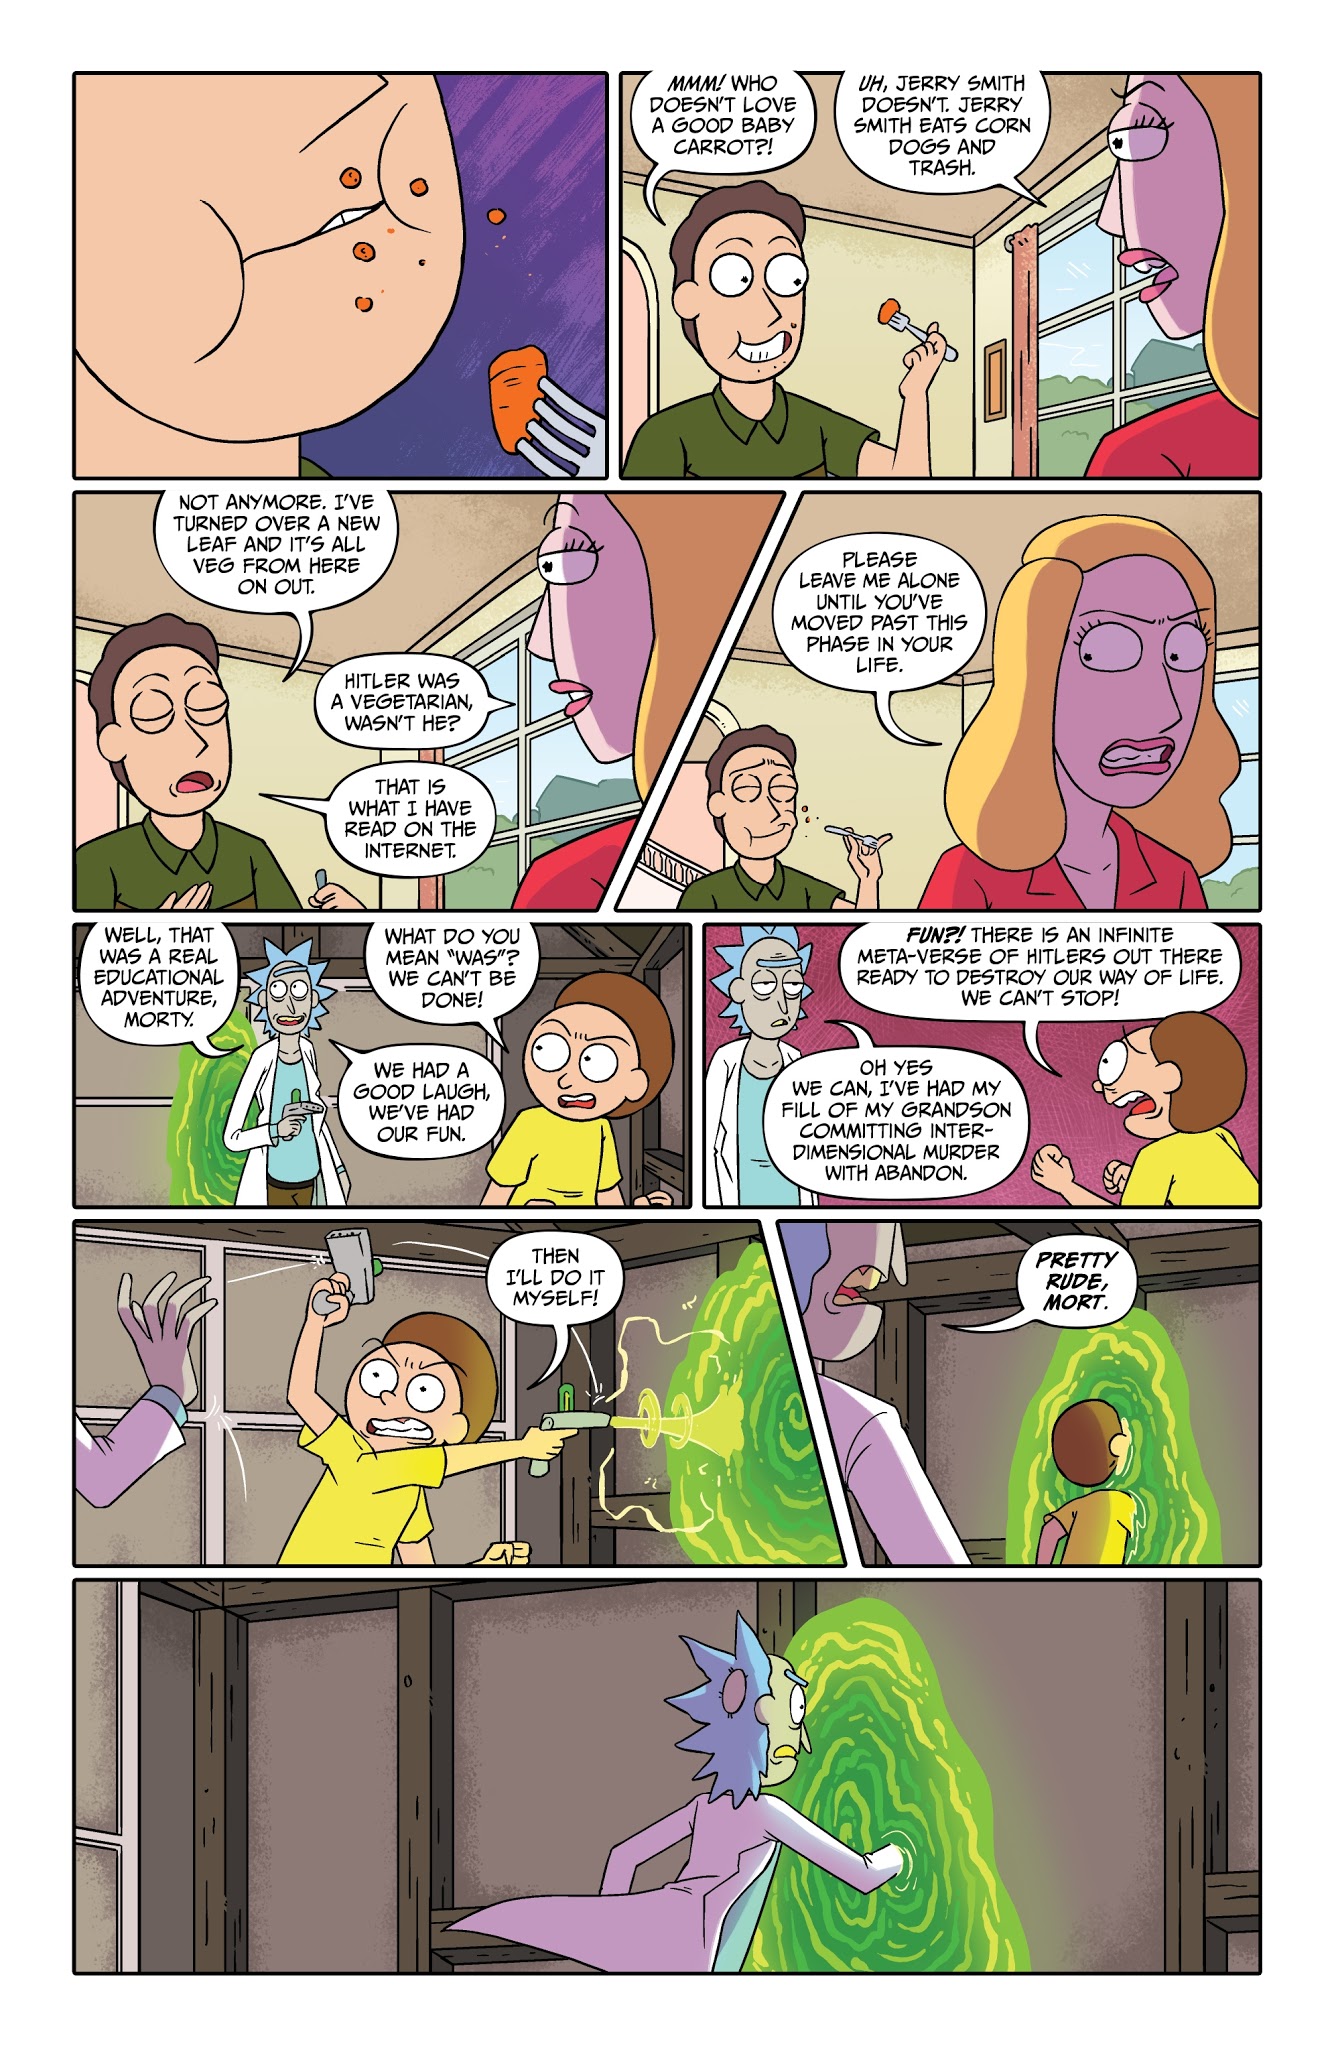 MMM! WHO
DOESN'T LOVE
A GOOD BABY
CARROT?!
UH, JERRY SMITH
DOESN'T. JERRY
SMITH EATS CORN
DOGS AND
TRASH.
NOT ANYMORE. I'VE
TURNED OVER A NEW
LEAF AND IT'S ALL
VEG FROM HERE
ON OUT.
HITLER WAS
A VEGETARIAN,
WASN'T HE?
THAT IS
WHAT I HAVE
READ ON THE
INTERNET.
PLEASE
LEAVE ME ALONE
UNTIL YOU'VE
MOVED PAST THIS
PHASE IN YOUR
LIFE.
WELL, THAT
WAS A REAL
EDUCATIONAL
ADVENTURE,
MORTY.
WHAT DO YOU
MEAN "WAS"?
WE CAN'T BE
DONE!
WE HAD A
GOOD LAUGH,
WE'VE HAD
OUR FUN.
FUN?! THERE IS AN INFINITE
META-VERSE OF HITLERS OUT THERE
READY TO DESTROY OUR WAY OF LIFE.
WE CAN'T STOP!
OH YES
WE CAN, I'VE HAD MY
FILL OF MY GRANDSON
COMMITTING INTER-
DIMENSIONAL MURDER
WITH ABANDON.
THEN
I'LL DO IT
MYSELF!
PRETTY
RUDE,
MORT.